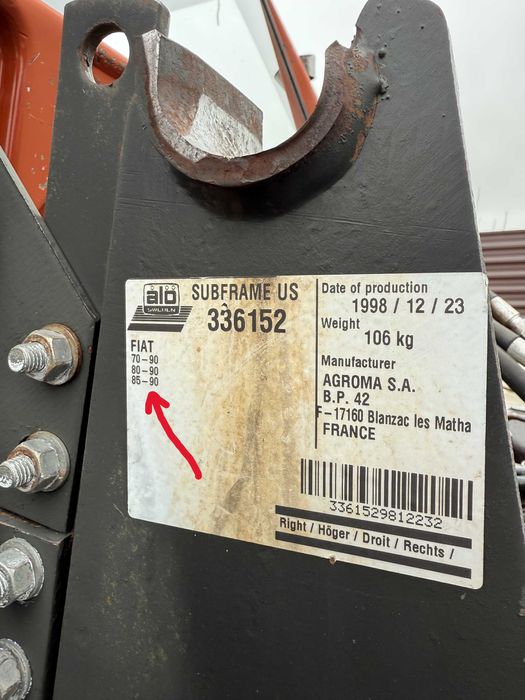 alö
SWEDEN
SUBFRAME US
336152
FIAT
70-90
80-90
85-90
Date of production
1998 / 12 / 23
Weight
106 kg
Manufacturer
AGROMA S.A.
B.P. 42
F-17160 Blanzac les Matha
FRANCE
3361529812232
Right / Höger / Droit / Rechts /